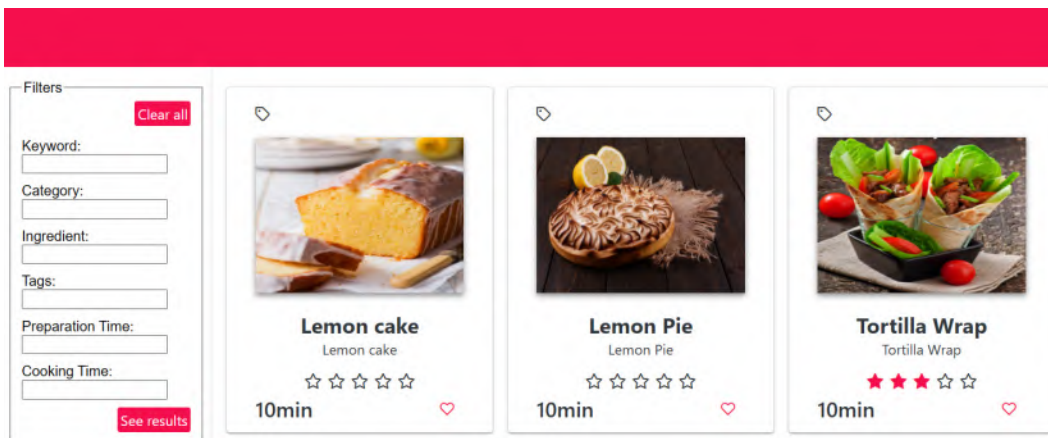 Filters
Clear all
Keyword:
Category:
Ingredient:
Tags:
Preparation Time:
Cooking Time:
See results
Lemon cake
Lemon cake
10min
Lemon Pie
Lemon Pie
10min
Tortilla Wrap
Tortilla Wrap
10min